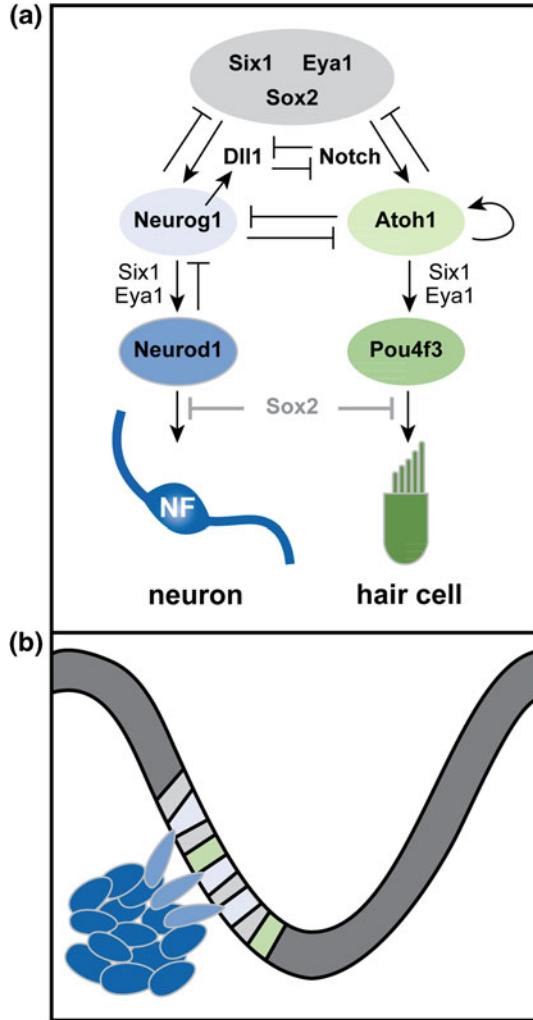 (a)
Six1 Eya1
Sox2
Dll1 Notch
Neurog1 Atoh1
Six1 Six1
Eya1 Eya1
Neurod1 Pou4f3
Sox2
NF
neuron hair cell
(b)